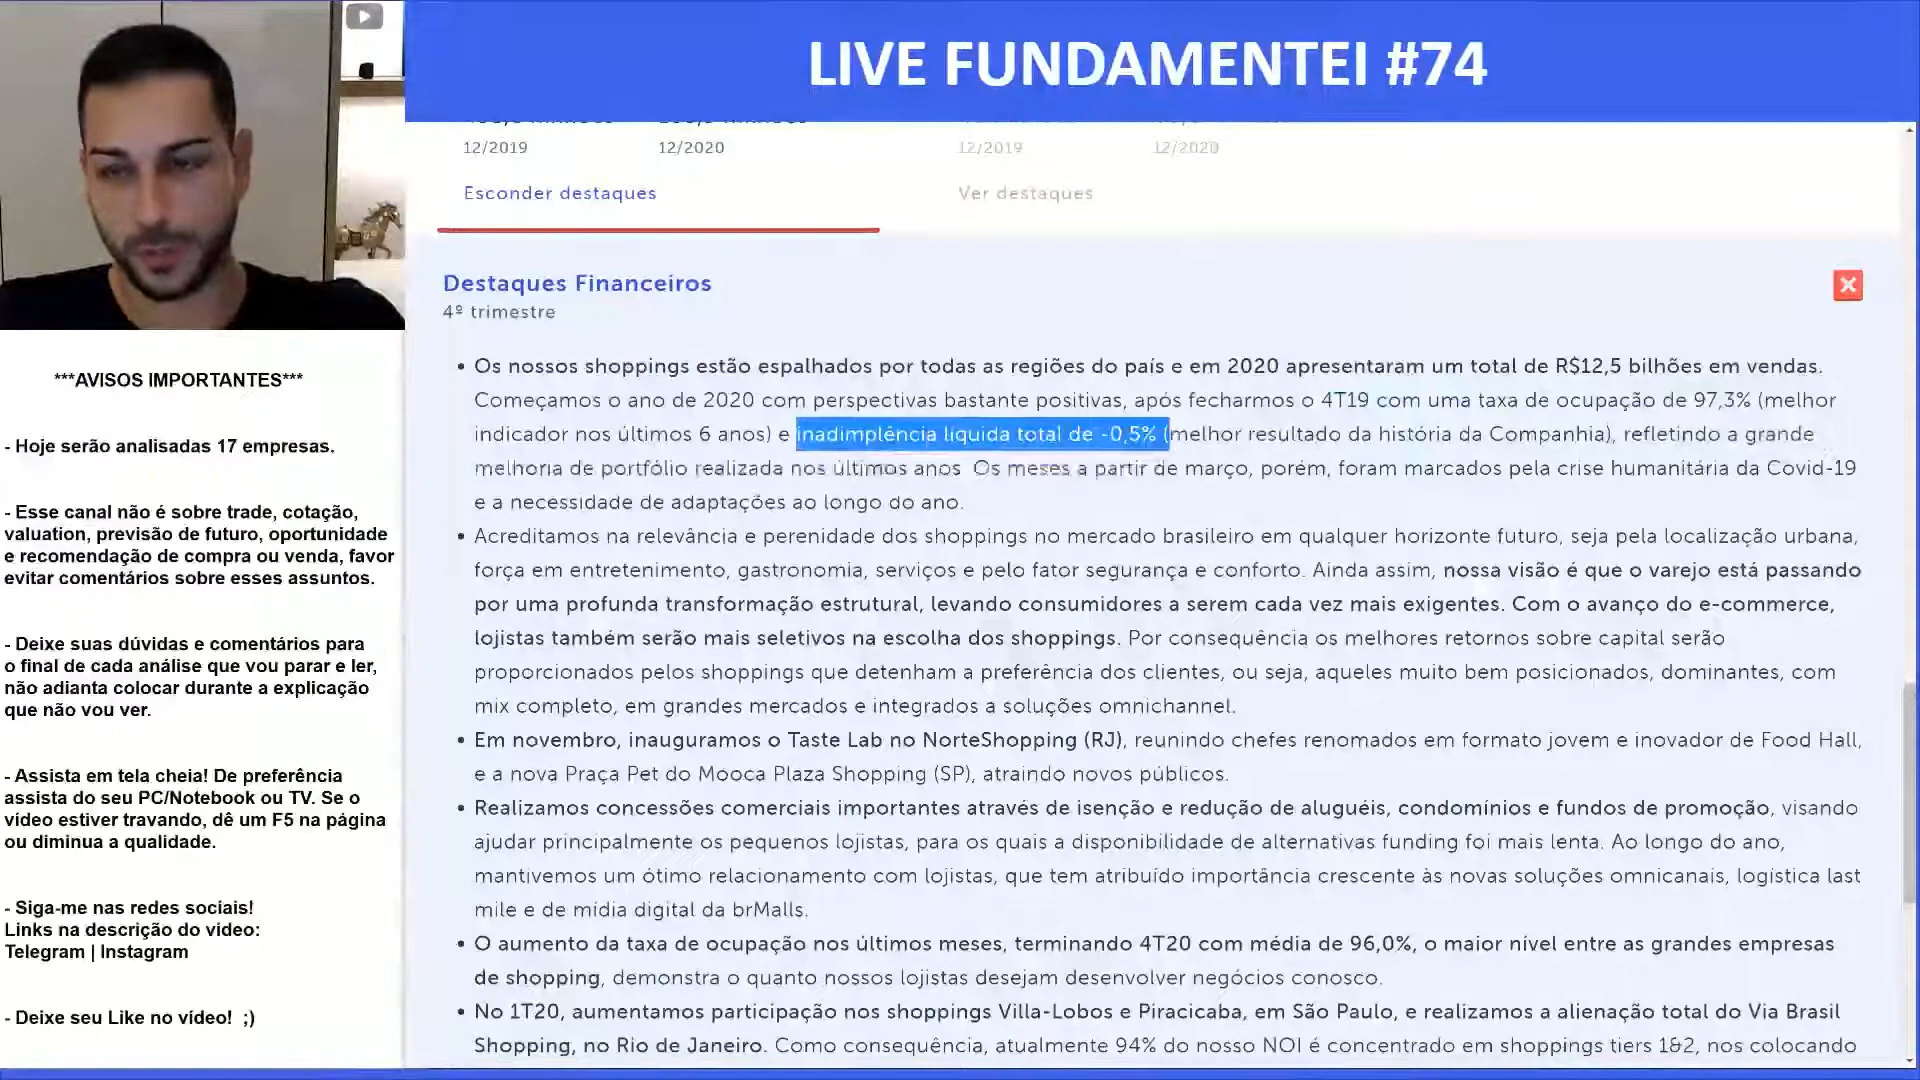 LIVE FUNDAMENTEI #74
12/2019 12/2020 12/2019 12/2020
Esconder destaques Ver destaques
Destaques Financeiros
4º trimestre
• Os nossos shoppings estão espalhados por todas as regiões do país e em 2020 apresentaram um total de R$12,5 bilhões em vendas.
Começamos o ano de 2020 com perspectivas bastante positivas, após fecharmos o 4T19 com uma taxa de ocupação de 97,3% (melhor
indicador nos últimos 6 anos) e inadimplência líquida total de -0,5% (melhor resultado da história da Companhia), refletindo a grande
melhoria de portfólio realizada nos últimos anos Os meses a partir de março, porém, foram marcados pela crise humanitária da Covid-19
e a necessidade de adaptações ao longo do ano.
• Acreditamos na relevância e perenidade dos shoppings no mercado brasileiro em qualquer horizonte futuro, seja pela localização urbana,
força em entretenimento, gastronomia, serviços e pelo fator segurança e conforto. Ainda assim, nossa visão é que o varejo está passando
por uma profunda transformação estrutural, levando consumidores a serem cada vez mais exigentes. Com o avanço do e-commerce,
lojistas também serão mais seletivos na escolha dos shoppings. Por consequência os melhores retornos sobre capital serão
proporcionados pelos shoppings que detenham a preferência dos clientes, ou seja, aqueles muito bem posicionados, dominantes, com
mix completo, em grandes mercados e integrados a soluções omnichannel.
• Em novembro, inauguramos o Taste Lab no NorteShopping (RJ), reunindo chefes renomados em formato jovem e inovador de Food Hall,
e a nova Praça Pet do Mooca Plaza Shopping (SP), atraindo novos públicos.
• Realizamos concessões comerciais importantes através de isenção e redução de aluguéis, condomínios e fundos de promoção, visando
ajudar principalmente os pequenos lojistas, para os quais a disponibilidade de alternativas funding foi mais lenta. Ao longo do ano,
mantivemos um ótimo relacionamento com lojistas, que tem atribuído importância crescente às novas soluções omnicanais, logística last
mile e de mídia digital da brMalls.
• O aumento da taxa de ocupação nos últimos meses, terminando 4T20 com média de 96,0%, o maior nível entre as grandes empresas
de shopping, demonstra o quanto nossos lojistas desejam desenvolver negócios conosco.
• No 1T20, aumentamos participação nos shoppings Villa-Lobos e Piracicaba, em São Paulo, e realizamos a alienação total do Via Brasil
Shopping, no Rio de Janeiro. Como consequência, atualmente 94% do nosso NOI é concentrado em shoppings tiers 1&2, nos colocando
***AVISOS IMPORTANTES***
- Hoje serão analisadas 17 empresas.
- Esse canal não é sobre trade, cotação,
valuation, previsão de futuro, oportunidade
e recomendação de compra ou venda, favor
evitar comentários sobre esses assuntos.
- Deixe suas dúvidas e comentários para
o final de cada análise que vou parar e ler,
não adianta colocar durante a explicação
que não vou ver.
- Assista em tela cheia! De preferência
assista do seu PC/Notebook ou TV. Se o
vídeo estiver travando, dê um F5 na página
ou diminua a qualidade.
- Siga-me nas redes sociais!
Links na descrição do vídeo:
Telegram | Instagram
- Deixe seu Like no vídeo! ;)